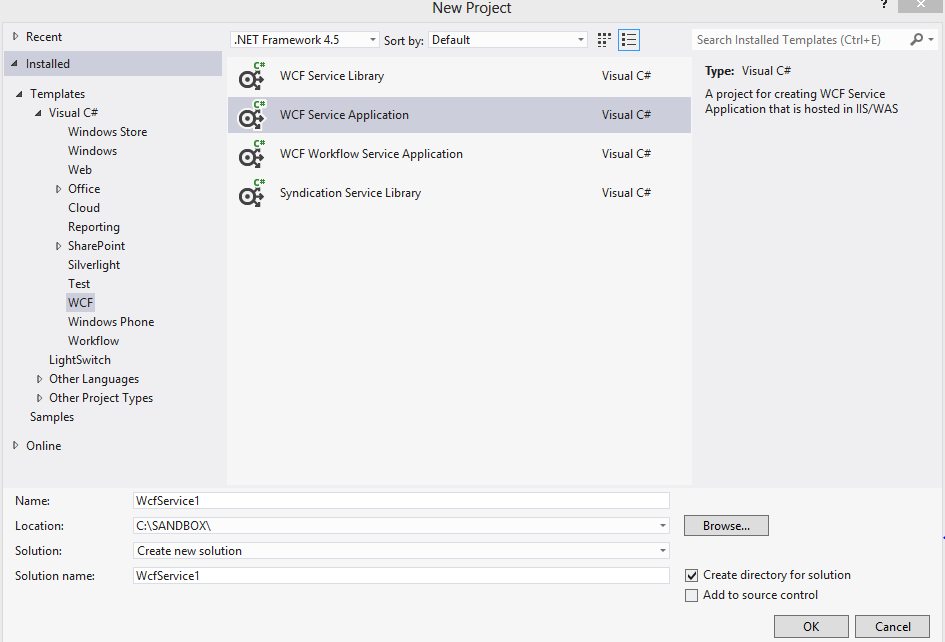 New Project
?
Recent
Installed
Templates
Visual C#
Windows Store
Windows
Web
Office
Cloud
Reporting
SharePoint
Silverlight
Test
WCF
Windows Phone
Workflow
LightSwitch
Other Languages
Other Project Types
Samples
Online
.NET Framework 4.5 Sort by: Default
C# WCF Service Library Visual C#
C# WCF Service Application Visual C#
C# WCF Workflow Service Application Visual C#
C# Syndication Service Library Visual C#
Search Installed Templates (Ctrl+E)
Type: Visual C#
A project for creating WCF Service
Application that is hosted in IIS/WAS
Name: WcfService1
Location: C:\SANDBOX\ Browse...
Solution: Create new solution
Solution name: WcfService1
Create directory for solution
Add to source control
OK Cancel